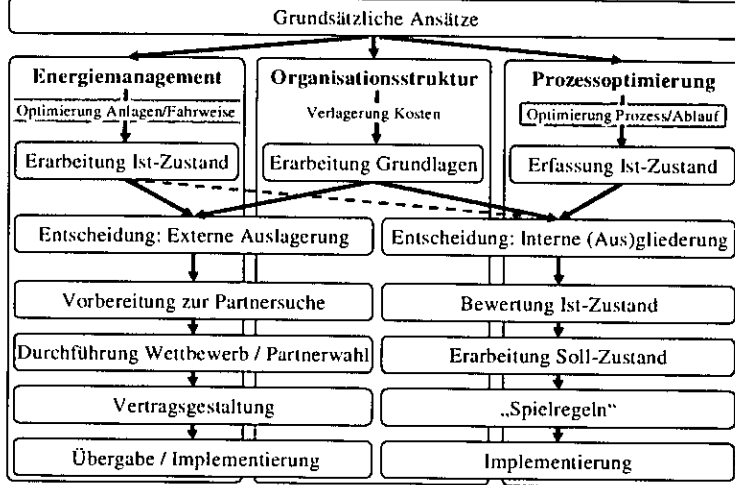 Grundsätzliche Ansätze
Energiemanagement
Organisationsstruktur
Prozessoptimierung
Optimierung Anlagen/Fahrweise
Verlagerung Kosten
Optimierung Prozess/Ablauf
Erarbeitung Ist-Zustand
Erarbeitung Grundlagen
Erfassung Ist-Zustand
Entscheidung: Externe Auslagerung
Entscheidung: Interne (Aus)gliederung
Vorbereitung zur Partnersuche
Bewertung Ist-Zustand
Durchführung Wettbewerb / Partnerwahl
Erarbeitung Soll-Zustand
Vertragsgestaltung
„Spielregeln“
Übergabe / Implementierung
Implementierung